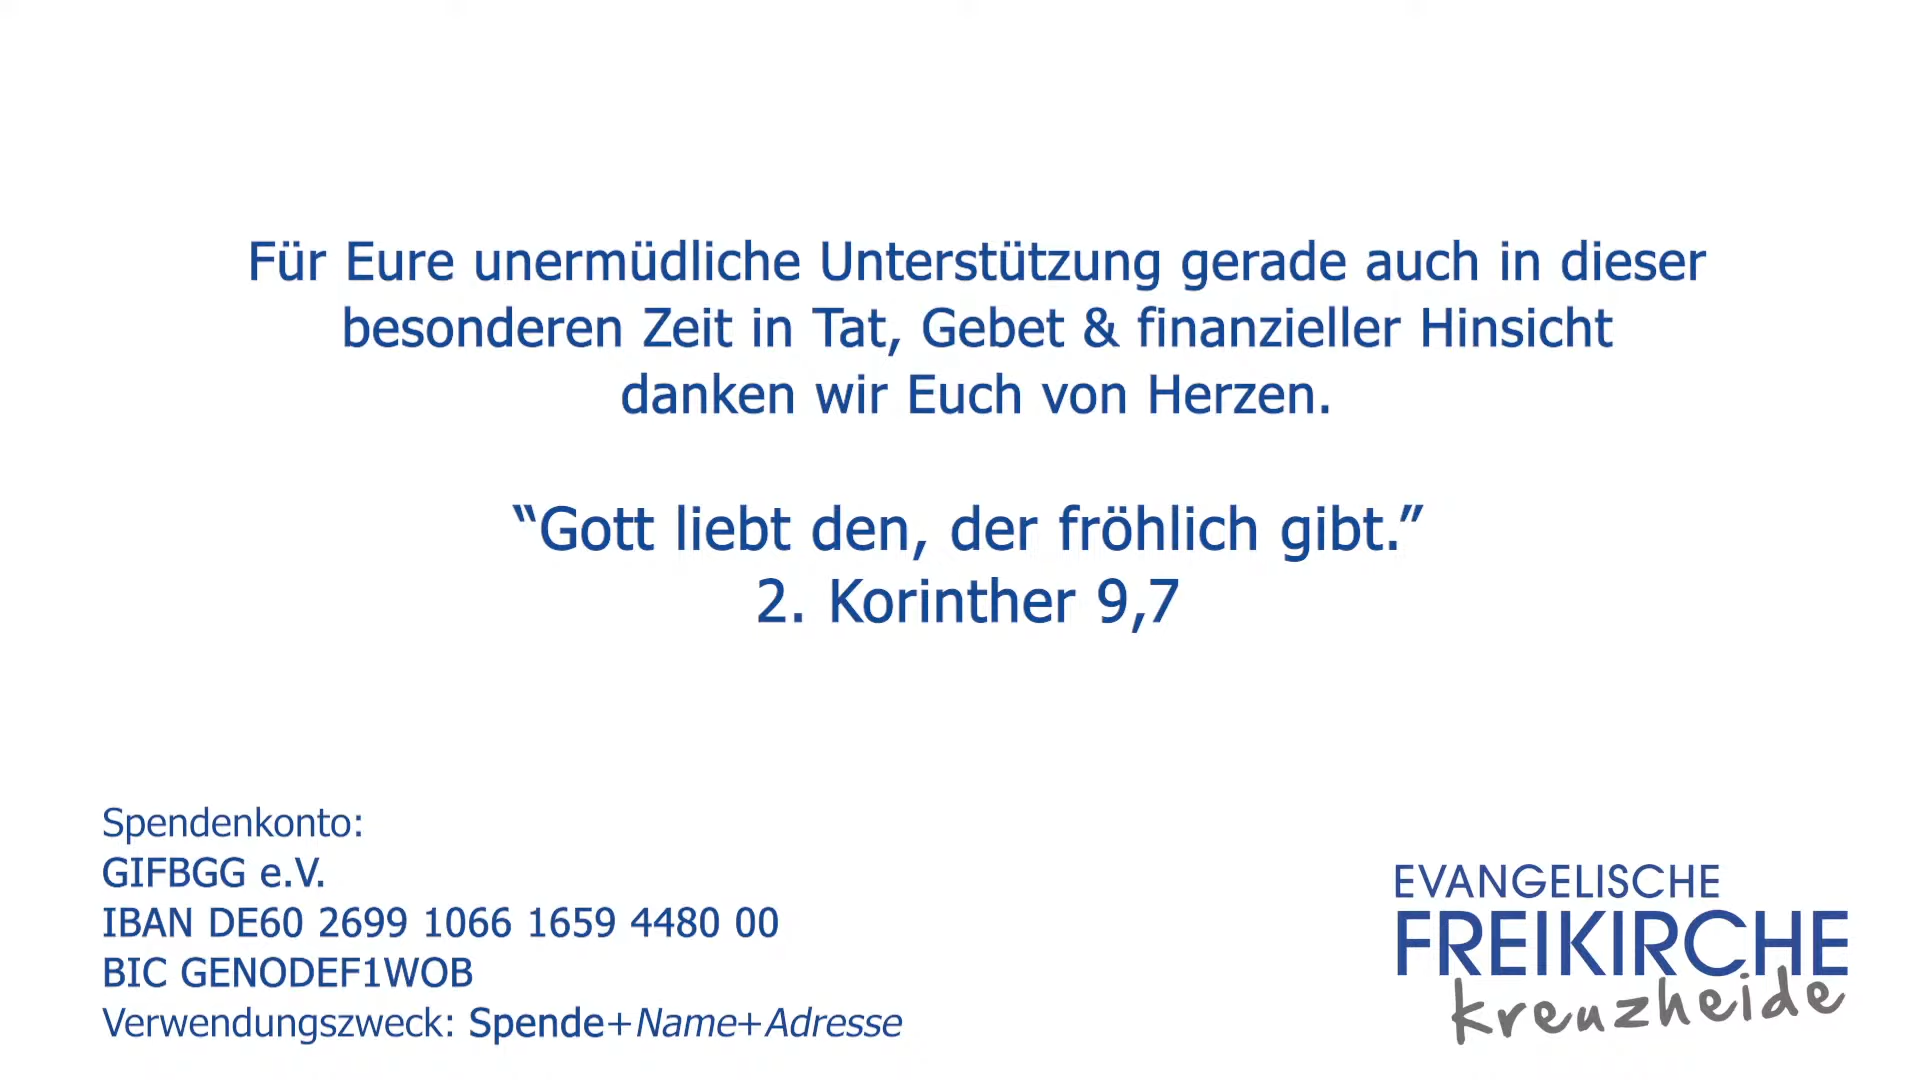 Für Eure unermüdliche Unterstützung gerade auch in dieser
besonderen Zeit in Tat, Gebet & finanzieller Hinsicht
danken wir Euch von Herzen.
“Gott liebt den, der fröhlich gibt.”
2. Korinther 9,7
Spendenkonto:
GIFBGG e.V.
IBAN DE60 2699 1066 1659 4480 00
BIC GENODEF1WOB
Verwendungszweck: Spende+Name+Adresse
EVANGELISCHE
FREIKIRCHE
kreuzheide